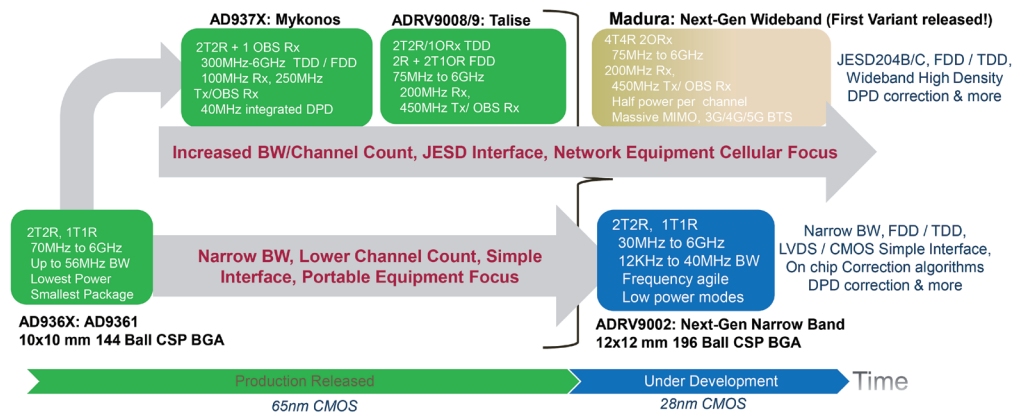 AD937X: Mykonos
2T2R + 1 OBS Rx
300MHz-6GHz TDD / FDD
100MHz Rx, 250MHz
Tx/OBS Rx
40MHz integrated DPD
ADRV9008/9: Talise
2T2R/1ORx TDD
2R + 2T1OR FDD
75MHz to 6GHz
200MHz Rx,
450MHz Tx/ OBS Rx
Madura: Next-Gen Wideband (First Variant released!)
4T4R 2ORx
75MHz to 6GHz
200MHz Rx,
450MHz Tx/ OBS Rx
Half power per channel
Massive MIMO, 3G/4G/5G BTS
JESD204B/C, FDD / TDD,
Wideband High Density
DPD correction & more
Increased BW/Channel Count, JESD Interface, Network Equipment Cellular Focus
2T2R, 1T1R
70MHz to 6GHz
Up to 56MHz BW
Lowest Power
Smallest Package
AD936X: AD9361
10x10 mm 144 Ball CSP BGA
Narrow BW, Lower Channel Count, Simple
Interface, Portable Equipment Focus
2T2R, 1T1R
30MHz to 6GHz
12KHz to 40MHz BW
Frequency agile
Low power modes
ADRV9002: Next-Gen Narrow Band
12x12 mm 196 Ball CSP BGA
Narrow BW, FDD / TDD,
LVDS / CMOS Simple Interface,
On chip Correction algorithms
DPD correction & more
Production Released
Under Development
Time
65nm CMOS
28nm CMOS